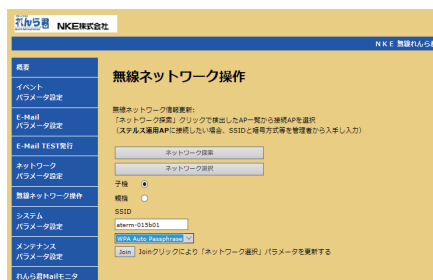 れんら君 NKE株式会社
NKE 無線れんら君
概要
イベント
パラメータ設定
E-Mail
パラメータ設定
E-Mail TEST発行
ネットワーク
パラメータ設定
無線ネットワーク操作
システム
パラメータ設定
メンテナンス
パラメータ設定
れんら君Mailモニタ
無線ネットワーク操作
無線ネットワーク情報更新:
「ネットワーク探索」クリックで検出したAP一覧から接続APを選択
(ステルス運用APに接続したい場合、SSIDと暗号方式等を管理者から入手し入力)
ネットワーク探索
ネットワーク選択
子機
親機
SSID
aterm-015b01
WPA Auto Passphrase
Join Joinクリックにより「ネットワーク選択」パラメータを更新する